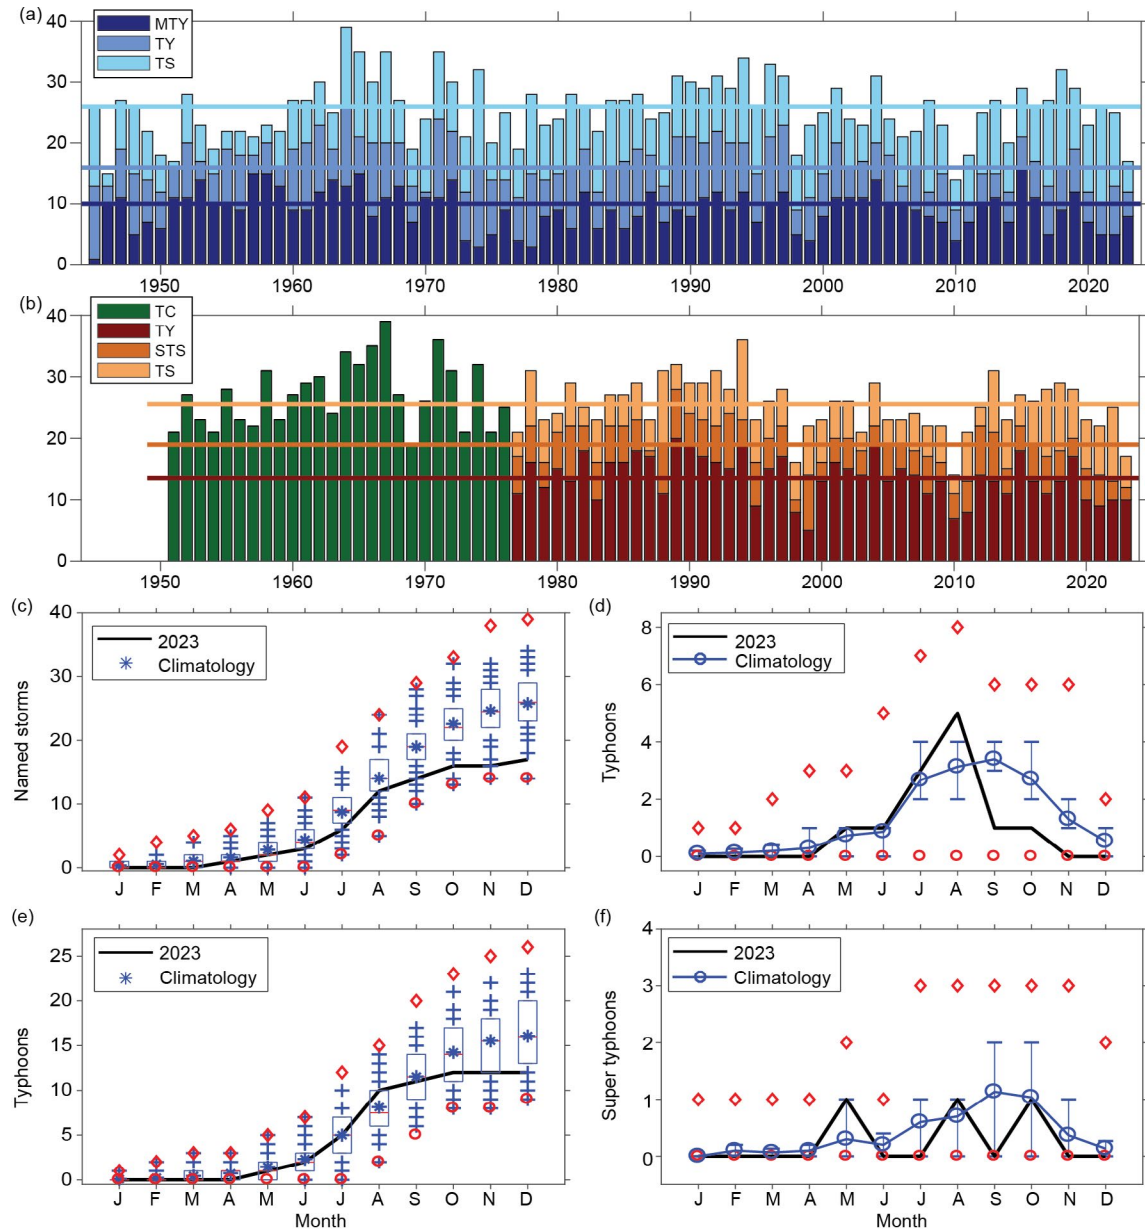 (a)
MTY
TY
TS
40
30
20
10
0
1950 1960 1970 1980 1990 2000 2010 2020
(b)
TC
TY
STS
TS
40
30
20
10
0
1950 1960 1970 1980 1990 2000 2010 2020
(c)
2023
Climatology
Named storms
40
30
20
10
0
J F M A M J J A S O N D
(d)
2023
Climatology
Typhoons
8
6
4
2
0
J F M A M J J A S O N D
(e)
2023
Climatology
Typhoons
25
20
15
10
5
0
J F M A M J J A S O N D
Month
(f)
2023
Climatology
Super typhoons
4
3
2
1
0
J F M A M J J A S O N D
Month